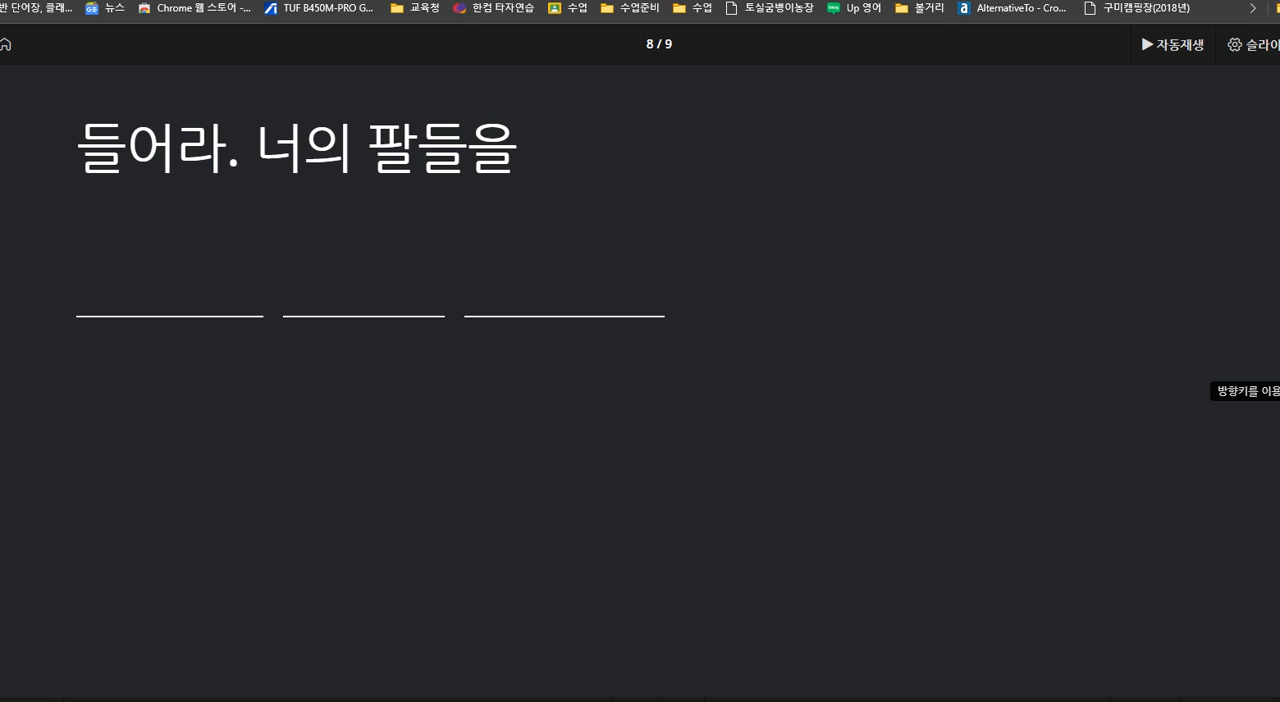 반 단어장, 클래... 뉴스 Chrome 웹 스토어 -... TUF B450M-PRO G... 교육청 한컴 타자연습 수업 수업준비 수업 토실굼벵이농장 Up 영어 볼거리 AlternativeTo - Cro... 구미캠핑장(2018년)
8 / 9 자동재생 슬라이
들어라. 너의 팔들을
방향키를 이용